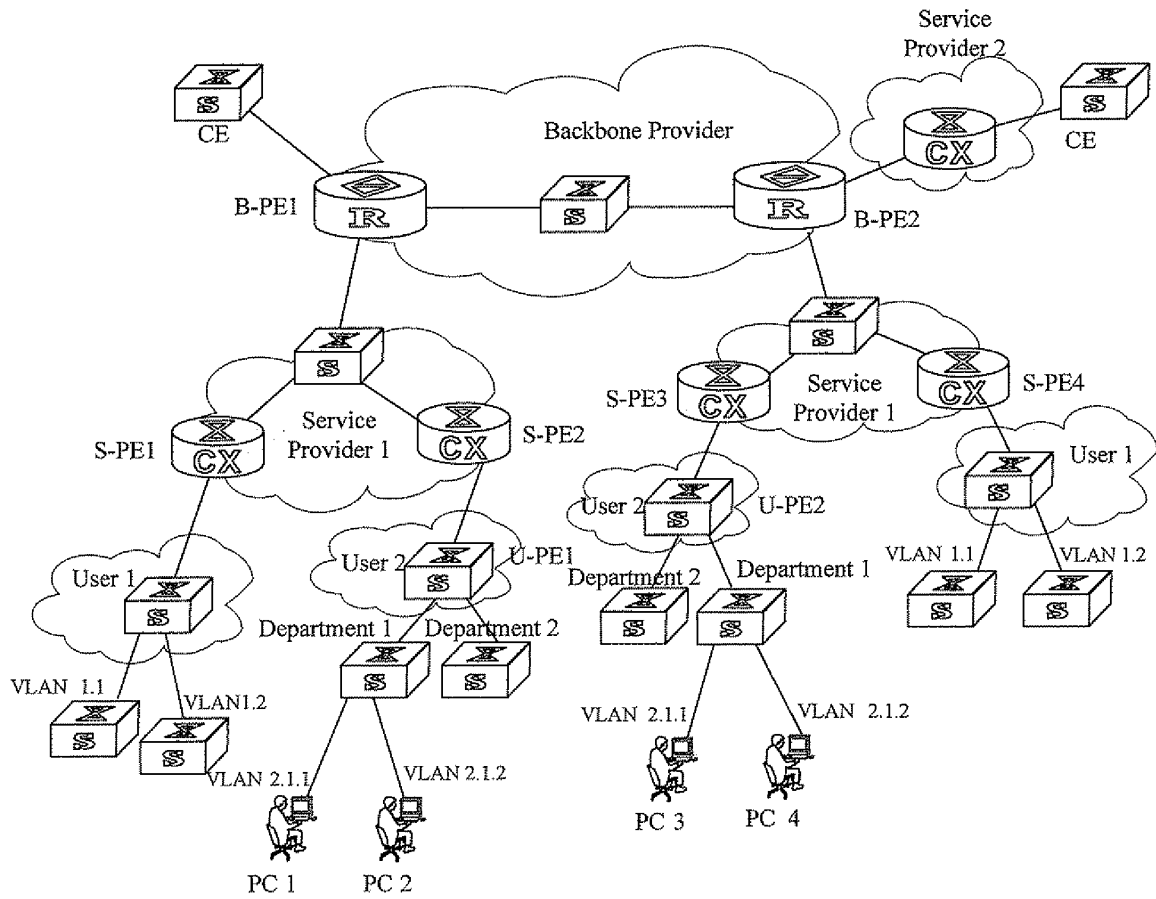 Service
Provider 2
S
CE
Backbone Provider
CX
S
CE
B-PE1
R
S
R
B-PE2
S
S
S-PE1
CX
Service
Provider 1
CX
S-PE2
S-PE3
CX
Service
Provider 1
CX
S-PE4
User 1
S
User 2
S
U-PE2
S
User 1
S
User 2
S
U-PE1
VLAN 1.1
VLAN 1.2
Department 2
Department 1
S
S
S
S
Department 1
Department 2
S
S
VLAN 1.1
VLAN1.2
S
S
VLAN 2.1.1
VLAN 2.1.2
VLAN 2.1.1
VLAN 2.1.2
PC 3
PC 4
PC 1
PC 2